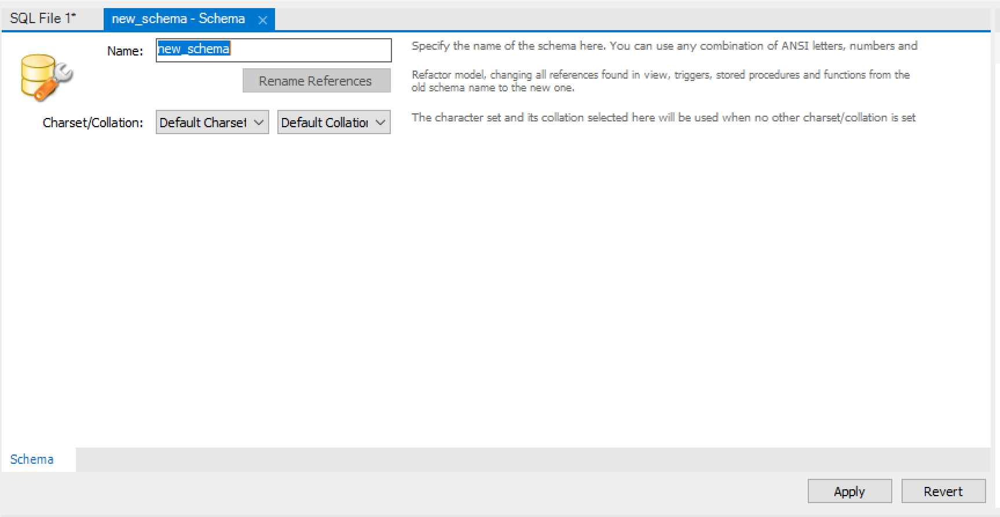 SQL File 1*
new_schema - Schema
Name:
new_schema
Specify the name of the schema here. You can use any combination of ANSI letters, numbers and
Rename References
Refactor model, changing all references found in view, triggers, stored procedures and functions from the
old schema name to the new one.
Charset/Collation:
Default Charset
Default Collation
The character set and its collation selected here will be used when no other charset/collation is set
Schema
Apply
Revert